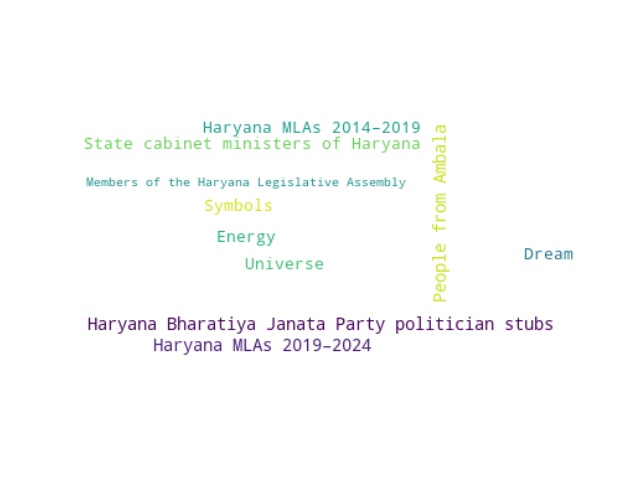 Haryana MLAs 2014–2019
State cabinet ministers of Haryana
People from Ambala
Members of the Haryana Legislative Assembly
Symbols
Energy
Dream
Universe
Haryana Bharatiya Janata Party politician stubs
Haryana MLAs 2019–2024